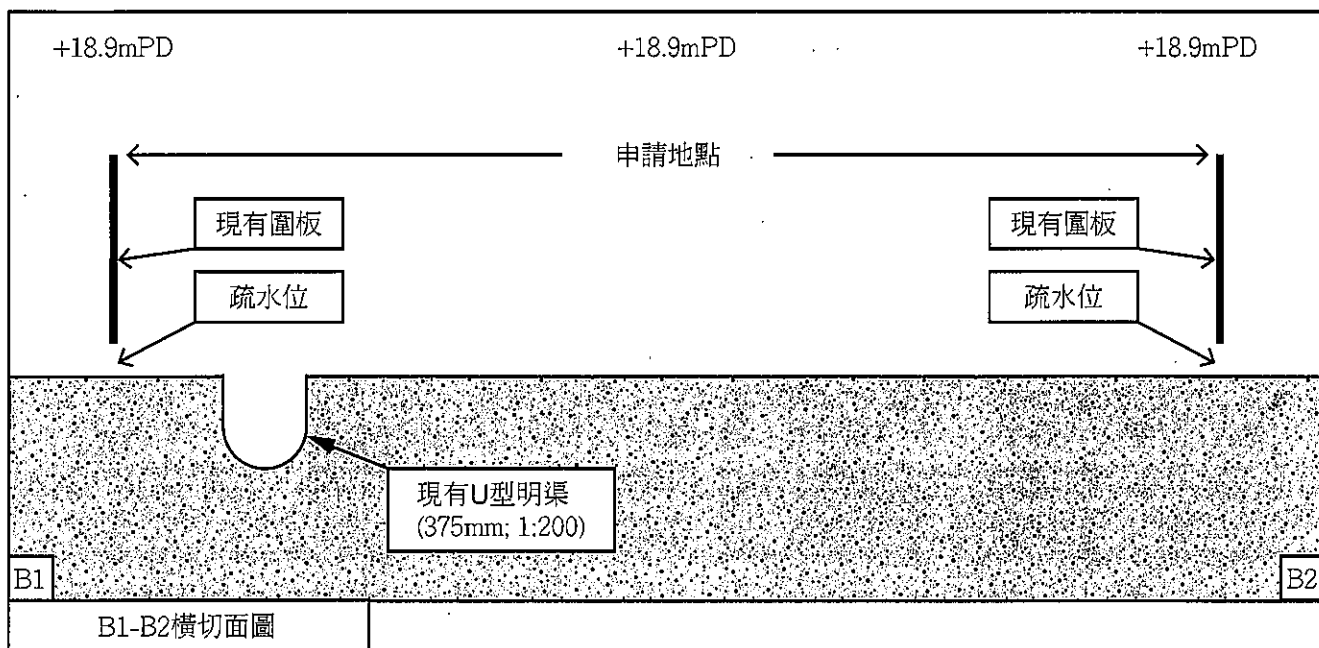 +18.9mPD +18.9mPD +18.9mPD
申請地點
現有圍板 現有圍板
疏水位 疏水位
現有U型明渠
(375mm; 1:200)
B1 B2
B1-B2橫切面圖